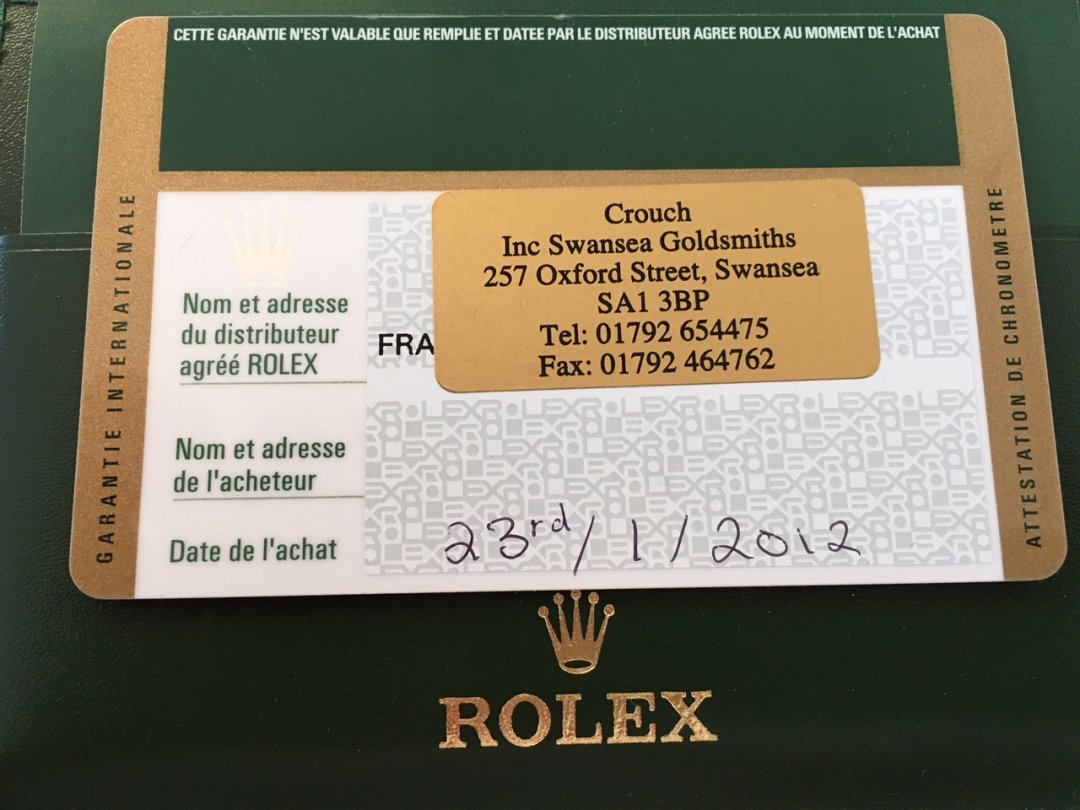 CETTE GARANTIE N'EST VALABLE QUE REMPLIE ET DATEE PAR LE DISTRIBUTEUR AGREE ROLEX AU MOMENT DE L'ACHAT
GARANTIE INTERNATIONALE
Nom et adresse
du distributeur
agréé ROLEX
FRA
Crouch
Inc Swansea Goldsmiths
257 Oxford Street, Swansea
SA1 3BP
Tel: 01792 654475
Fax: 01792 464762
Nom et adresse
de l'acheteur
Date de l'achat
23rd/1/2012
ATTESTATION DE CHRONOMETRE
ROLEX